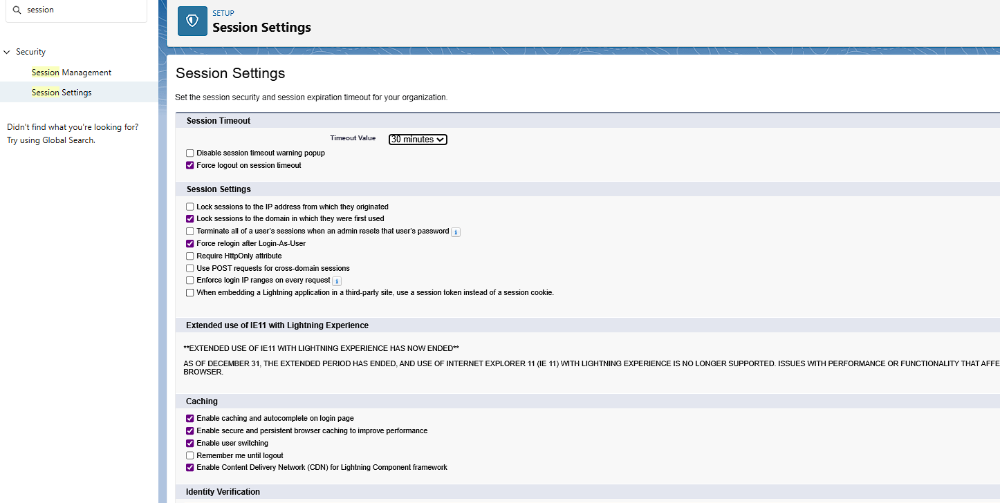 session
Security
Session Management
Session Settings
Didn't find what you're looking for?
Try using Global Search.
SETUP
Session Settings
Session Settings
Set the session security and session expiration timeout for your organization.
Session Timeout
Timeout Value 30 minutes
Disable session timeout warning popup
Force logout on session timeout
Session Settings
Lock sessions to the IP address from which they originated
Lock sessions to the domain in which they were first used
Terminate all of a user's sessions when an admin resets that user's password i
Force relogin after Login-As-User
Require HttpOnly attribute
Use POST requests for cross-domain sessions
Enforce login IP ranges on every request i
When embedding a Lightning application in a third-party site, use a session token instead of a session cookie.
Extended use of IE11 with Lightning Experience
**EXTENDED USE OF IE11 WITH LIGHTNING EXPERIENCE HAS NOW ENDED**
AS OF DECEMBER 31, THE EXTENDED PERIOD HAS ENDED, AND USE OF INTERNET EXPLORER 11 (IE 11) WITH LIGHTNING EXPERIENCE IS NO LONGER SUPPORTED. ISSUES WITH PERFORMANCE OR FUNCTIONALITY THAT AFFE
BROWSER.
Caching
Enable caching and autocomplete on login page
Enable secure and persistent browser caching to improve performance
Enable user switching
Remember me until logout
Enable Content Delivery Network (CDN) for Lightning Component framework
Identity Verification